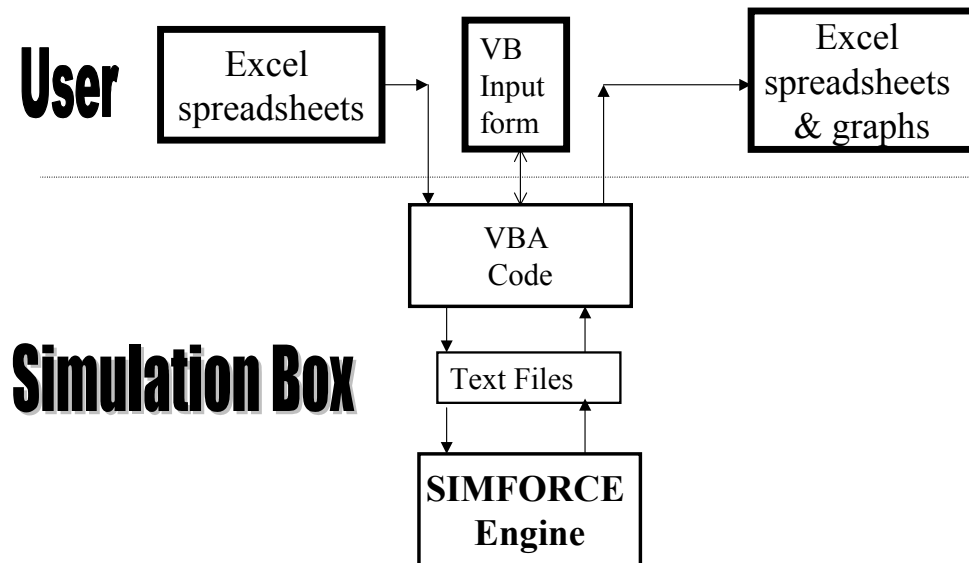 User
Excel
spreadsheets
VB
Input
form
Excel
spreadsheets
& graphs
VBA
Code
Simulation Box
Text Files
SIMFORCE
Engine